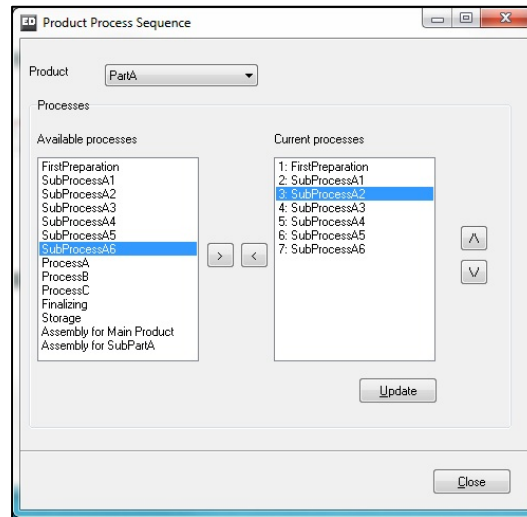 ED Product Process Sequence
Product PartA
Processes
Available processes
FirstPreparation
SubProcessA1
SubProcessA2
SubProcessA3
SubProcessA4
SubProcessA5
SubProcessA6
ProcessA
ProcessB
ProcessC
Finalizing
Storage
Assembly for Main Product
Assembly for SubPartA
> <
Current processes
1: FirstPreparation
2: SubProcessA1
3: SubProcessA2
4: SubProcessA3
5: SubProcessA4
6: SubProcessA5
7: SubProcessA6
Update
Close